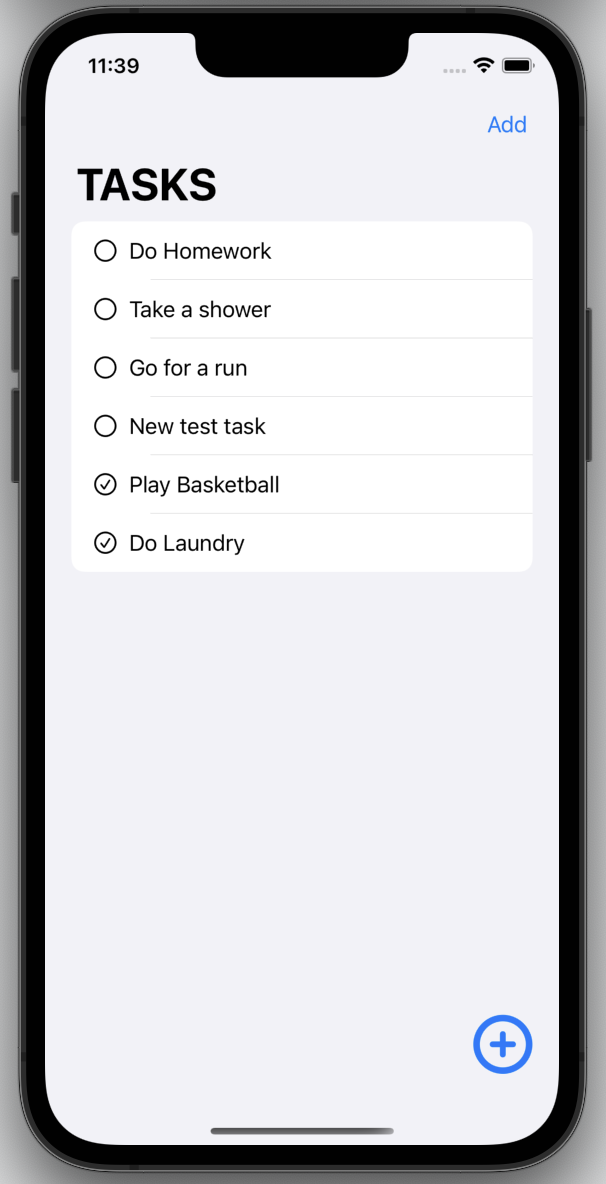 11:39
Add
TASKS
Do Homework
Take a shower
Go for a run
New test task
Play Basketball
Do Laundry